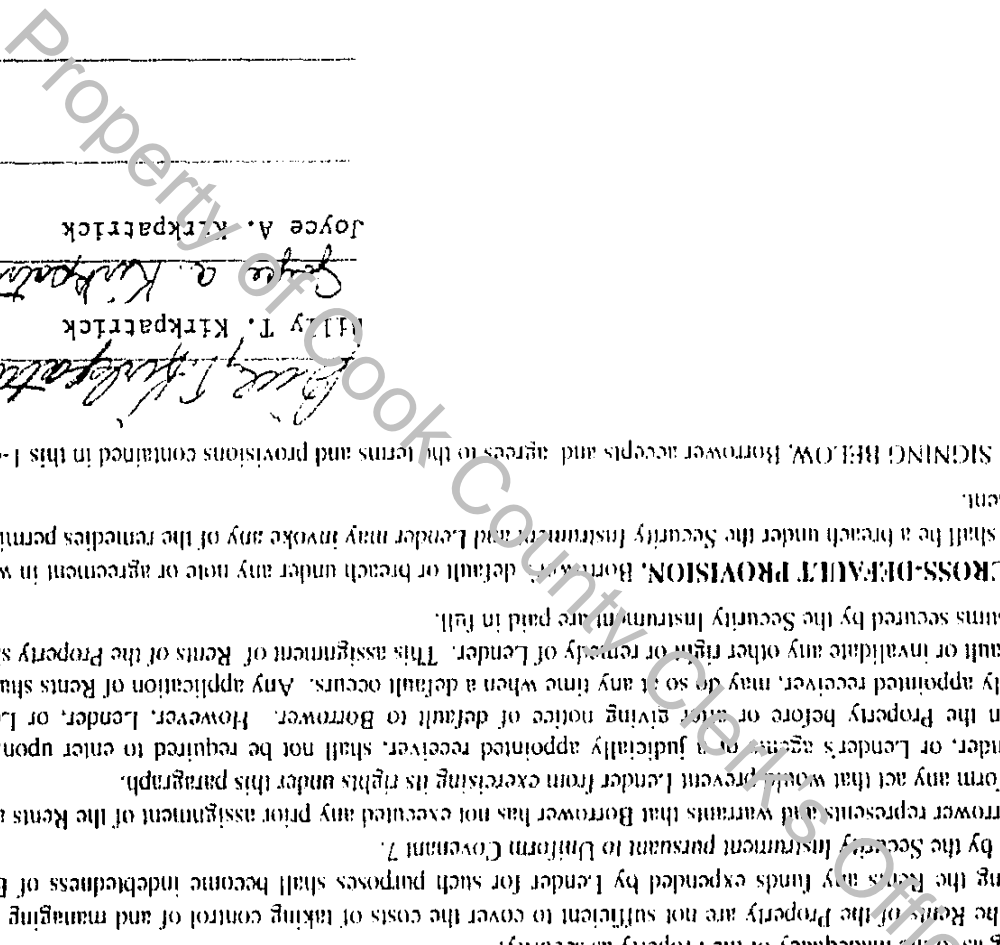 g as to the inadequacy of the Property as security.
he Rents of the Property are not sufficient to cover the costs of taking control of and managing
ng the Rents any funds expended by Lender for such purposes shall become indebtedness of B
by the Security Instrument pursuant to Uniform Covenant 7.
rrower represents and warrants that Borrower has not executed any prior assignment of the Rents a
form any act that would prevent Lender from exercising its rights under this paragraph.
nder, or Lender's agents or a judicially appointed receiver, shall not be required to enter upon
n the Property before or after giving notice of default to Borrower. However, Lender, or L
ly appointed receiver, may do so at any time when a default occurs. Any application of Rents sha
ault or invalidate any other right or remedy of Lender. This assignment of Rents of the Property s
sums secured by the Security Instrument are paid in full.
CROSS-DEFAULT PROVISION. Borrower's default or breach under any note or agreement in w
shall be a breach under the Security Instrument and Lender may invoke any of the remedies permi
ent.
SIGNING BELOW, Borrower accepts and agrees to the terms and provisions contained in this 1-
Billy T. Kirkpatri
Billy T. Kirkpatrick
Joyce A. Kirkpatri
Joyce A. Kirkpatrick
Property of Cook County Clerk's Offi